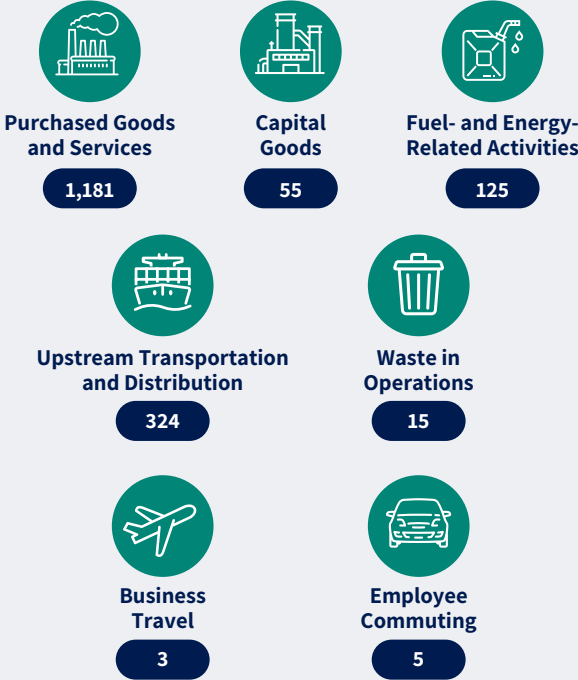 Purchased Goods
and Services
1,181
Capital
Goods
55
Fuel- and Energy-
Related Activities
125
Upstream Transportation
and Distribution
324
Waste in
Operations
15
Business
Travel
3
Employee
Commuting
5